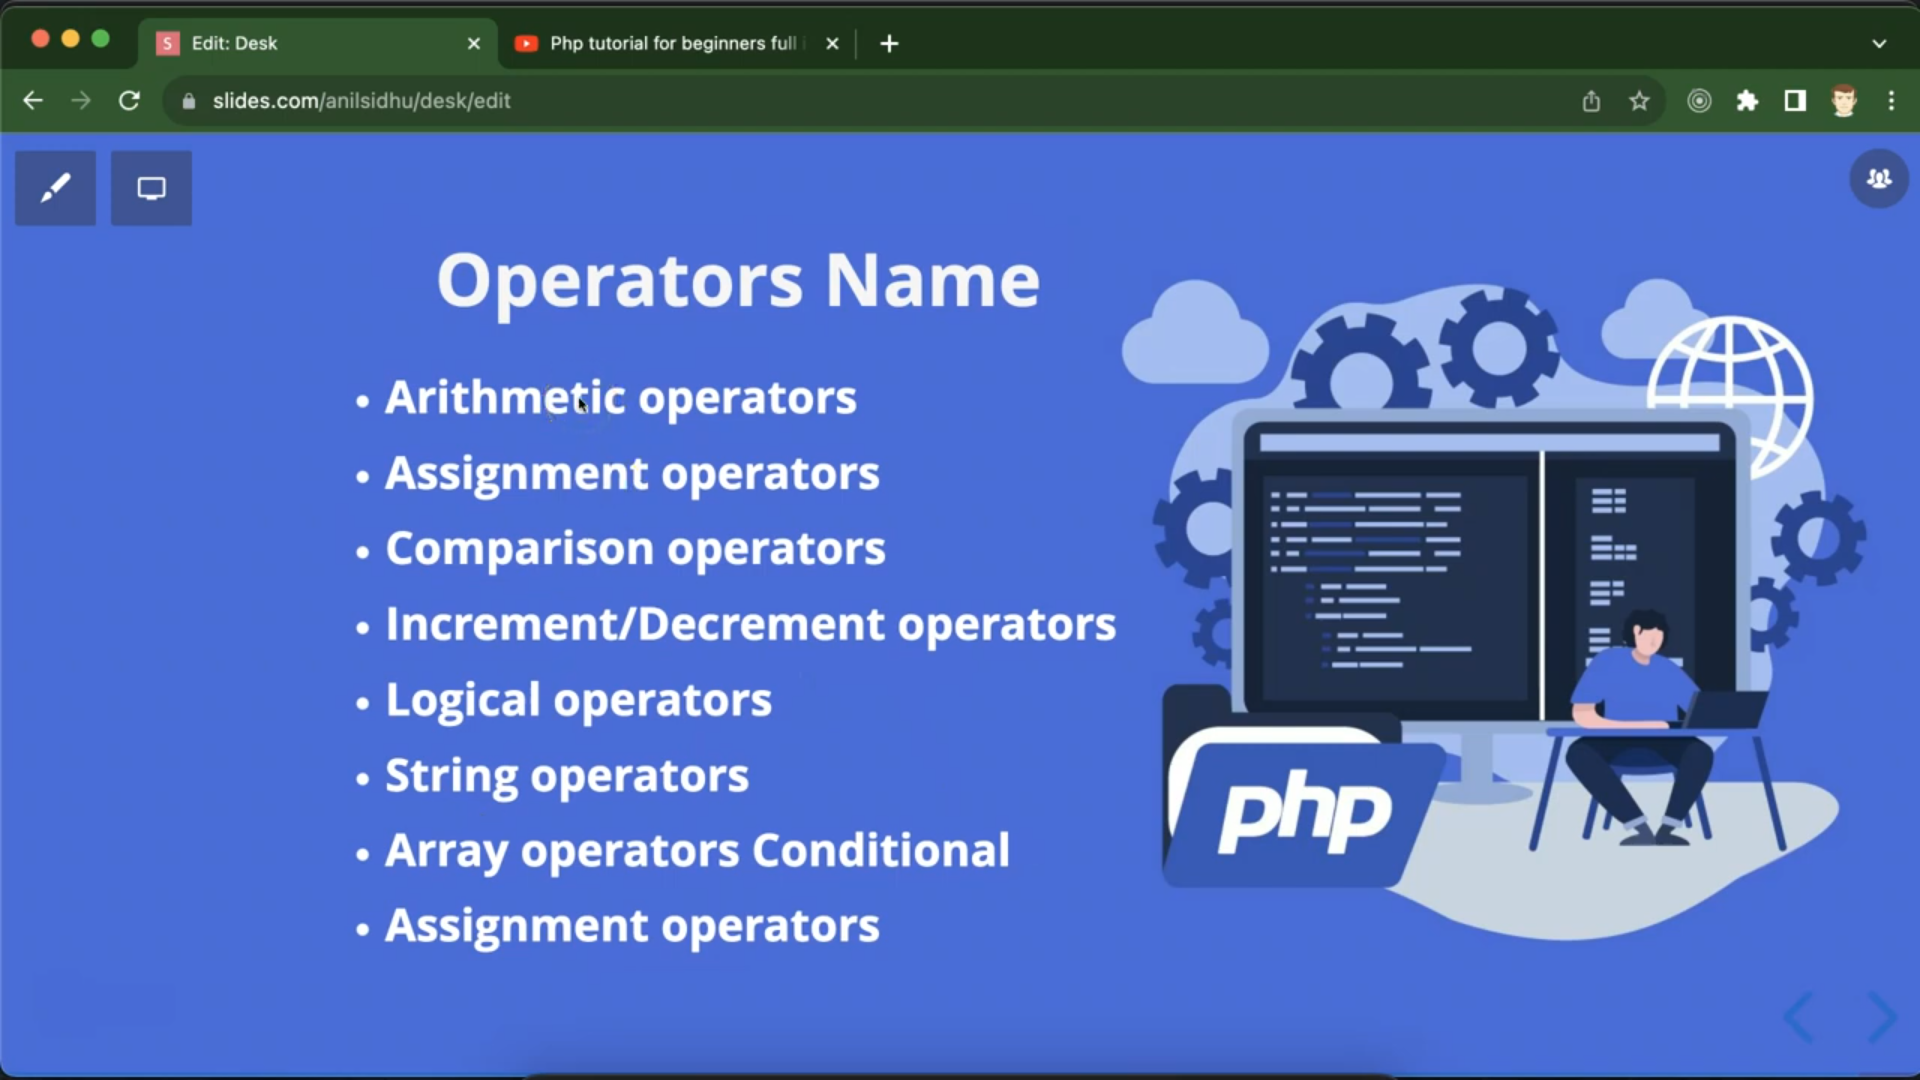 Edit: Desk
Php tutorial for beginners full
slides.com/anilsidhu/desk/edit
Operators Name
• Arithmetic operators
• Assignment operators
• Comparison operators
• Increment/Decrement operators
• Logical operators
• String operators
• Array operators Conditional
• Assignment operators
php